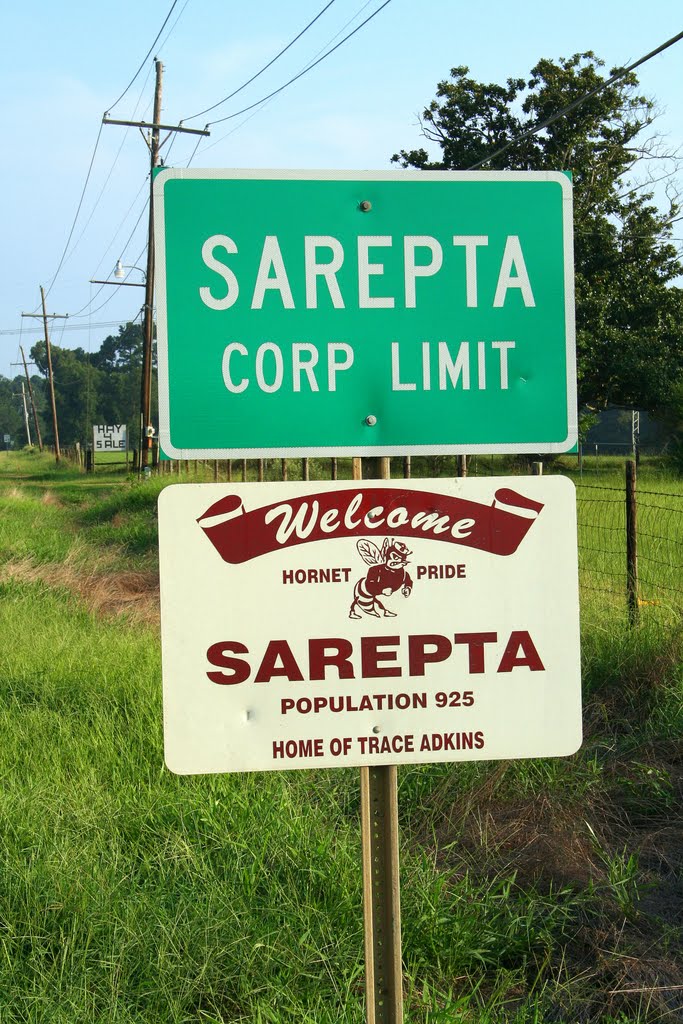 SAREPTA
CORP LIMIT
HAY
4
SALE
Welcome
HORNET PRIDE
SAREPTA
POPULATION 925
HOME OF TRACE ADKINS